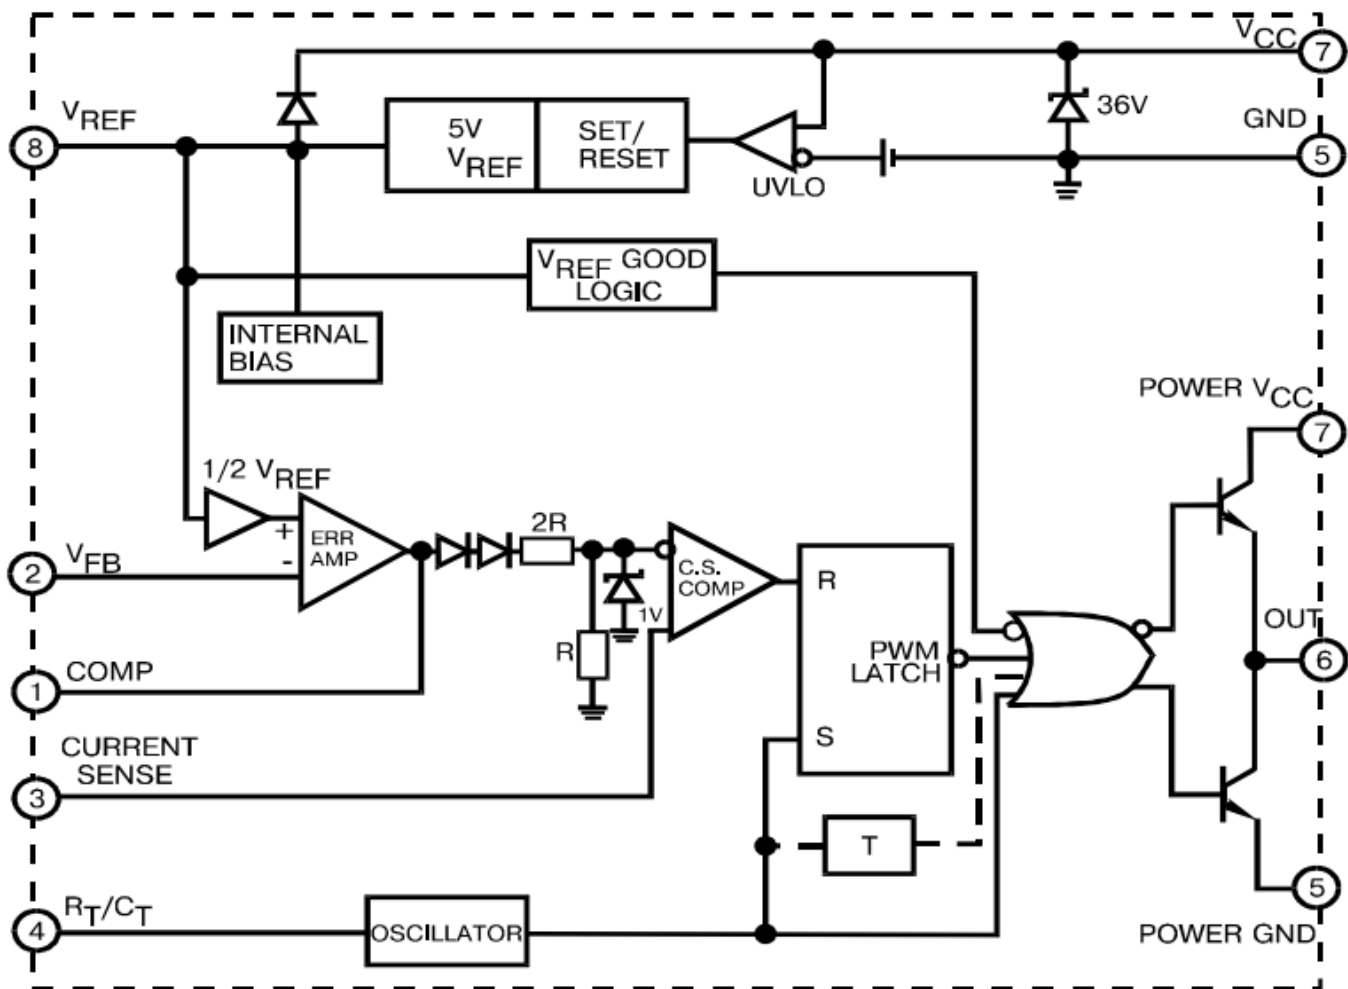 VCC
7
VREF
8
5V
VREF
SET/
RESET
UVLO
36V
GND
5
VREF GOOD
LOGIC
INTERNAL
BIAS
POWER VCC
7
1/2 VREF
+
-
ERR
AMP
2R
VFB
2
C.S.
COMP
1V
R
R
PWM
LATCH
S
OUT
6
COMP
1
CURRENT
SENSE
3
T
RT/CT
4
OSCILLATOR
5
POWER GND